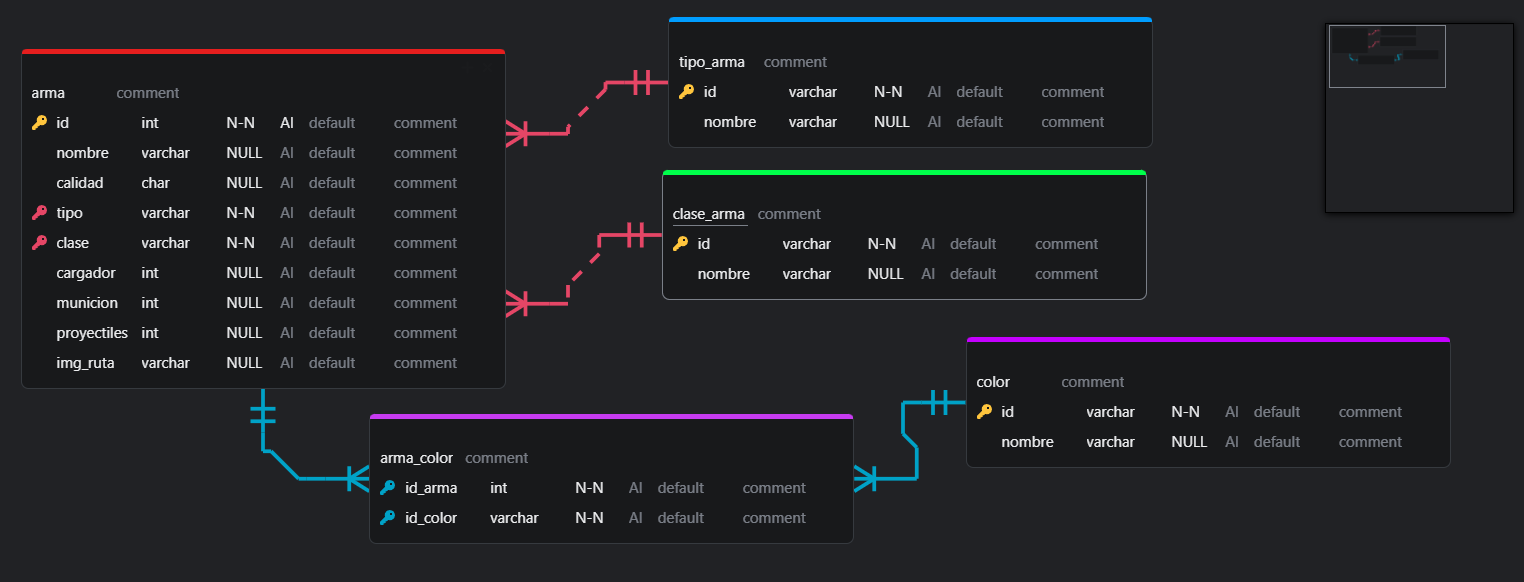 arma comment
id int N-N AI default comment
nombre varchar NULL AI default comment
calidad char NULL AI default comment
tipo varchar N-N AI default comment
clase varchar N-N AI default comment
cargador int NULL AI default comment
municion int NULL AI default comment
proyectiles int NULL AI default comment
img_ruta varchar NULL AI default comment
tipo_arma comment
id varchar N-N AI default comment
nombre varchar NULL AI default comment
clase_arma comment
id varchar N-N AI default comment
nombre varchar NULL AI default comment
color comment
id varchar N-N AI default comment
nombre varchar NULL AI default comment
arma_color comment
id_arma int N-N AI default comment
id_color varchar N-N AI default comment